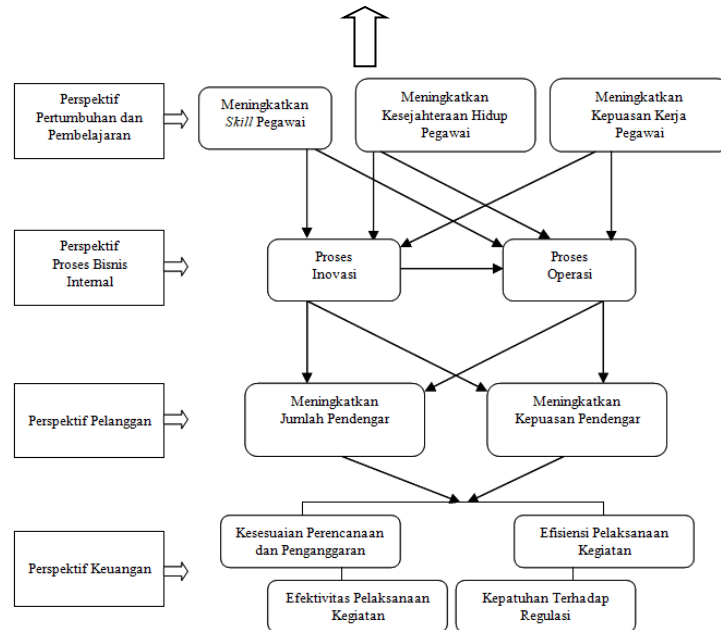 Perspektif
Pertumbuhan dan
Pembelajaran
Meningkatkan
Skill Pegawai
Meningkatkan
Kesejahteraan Hidup
Pegawai
Meningkatkan
Kepuasan Kerja
Pegawai
Perspektif
Proses Bisnis
Internal
Proses
Inovasi
Proses
Operasi
Perspektif Pelanggan
Meningkatkan
Jumlah Pendengar
Meningkatkan
Kepuasan Pendengar
Perspektif Keuangan
Kesesuaian Perencanaan
dan Penganggaran
Efisiensi Pelaksanaan
Kegiatan
Efektivitas Pelaksanaan
Kegiatan
Kepatuhan Terhadap
Regulasi